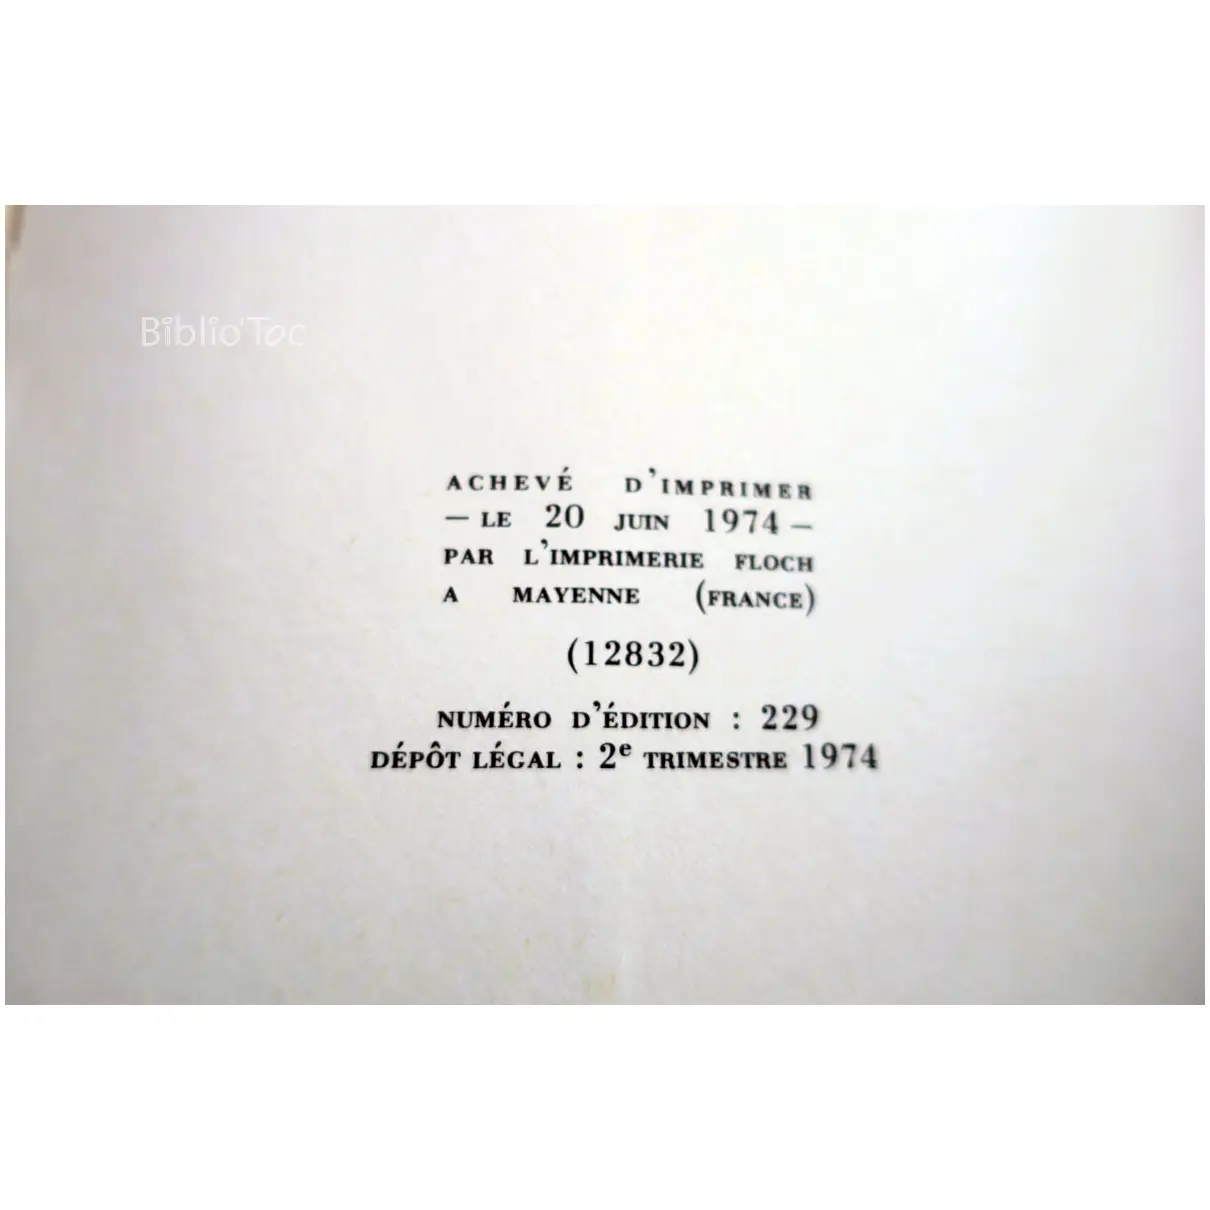 Biblio'Toc
ACHEVÉ D'IMPRIMER
— LE 20 JUIN 1974 —
PAR L'IMPRIMERIE FLOCH
A MAYENNE (FRANCE)
(12832)
NUMÉRO D'ÉDITION : 229
DÉPÔT LÉGAL : 2e TRIMESTRE 1974